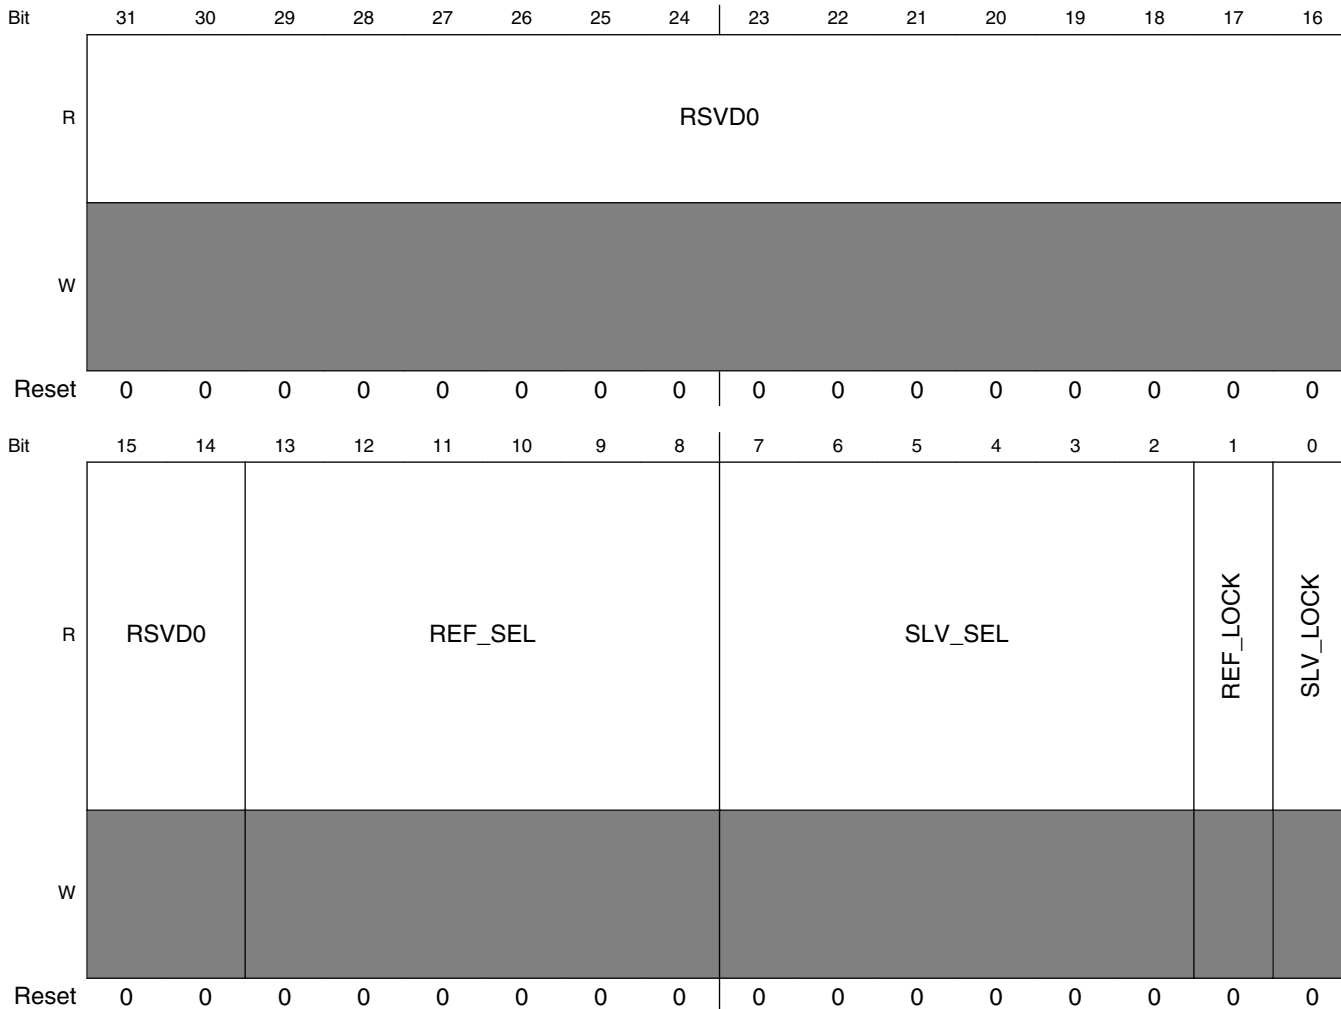 Bit 31 30 29 28 27 26 25 24 23 22 21 20 19 18 17 16
R RSVD0
W
Reset 0 0 0 0 0 0 0 0 0 0 0 0 0 0 0 0
Bit 15 14 13 12 11 10 9 8 7 6 5 4 3 2 1 0
R RSVD0 REF_SEL SLV_SEL REF_LOCK SLV_LOCK
W
Reset 0 0 0 0 0 0 0 0 0 0 0 0 0 0 0 0